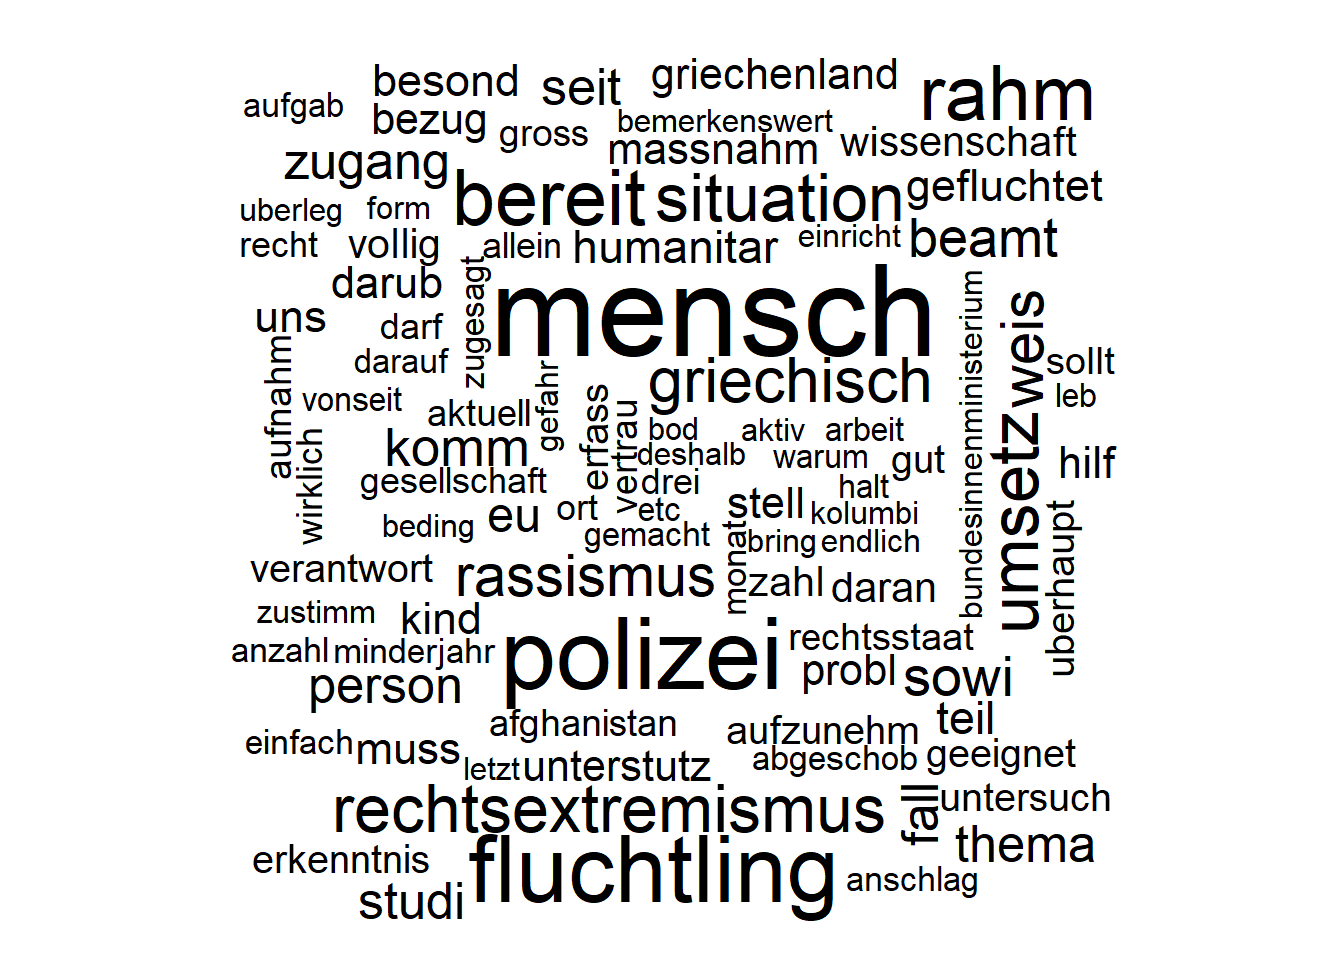 besond seit griechenland rahm
aufgab bezug gross bemerkenswert
massnahm wissenschaft
zugang bereit situation gefluchtet
uberleg form
recht vollig allein humanitar einricht beamt
darub zugesagt mensch
uns darf
darauf griechisch
bundesinnenministerium
weis sollt
leb
umsetz
aufnahm vonseit aktuell gefahr erfass vertrau bod aktiv arbeit
wirklich komm deshalb warum gut hilf
gesellschaft drei halt
beding eu ort etc stell kolumbi
gemacht monat bring endlich
uberhaupt
verantwort rassismus zahl daran
zustimm kind
anzahl minderjahr polizei rechtsstaat
person probl sowi
afghanistan aufzunehm teil
einfach muss letzt unterstutz abgeschob geeignet
rechtsextremismus fall untersuch
erkenntnis fluchtling thema
studi anschlag